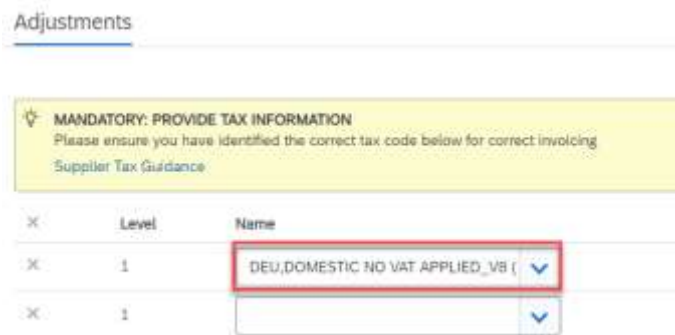 Adjustments
MANDATORY: PROVIDE TAX INFORMATION
Please ensure you have identified the correct tax code below for correct invoicing
Supplier Tax Guidance
× Level Name
× 1 DEU,DOMESTIC NO VAT APPLIED_V8 (
× 1